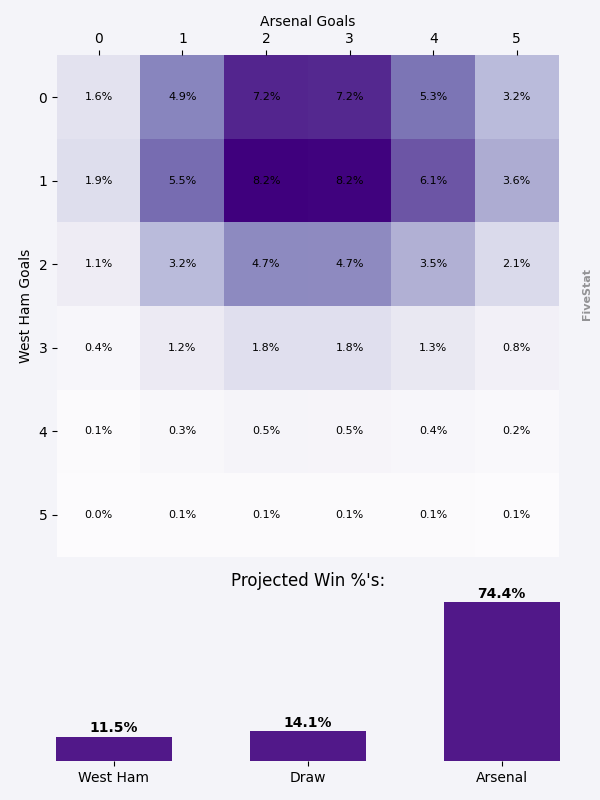 Arsenal Goals
0 1 2 3 4 5
0 1.6% 4.9% 7.2% 7.2% 5.3% 3.2%
1 1.9% 5.5% 8.2% 8.2% 6.1% 3.6%
2 1.1% 3.2% 4.7% 4.7% 3.5% 2.1%
3 0.4% 1.2% 1.8% 1.8% 1.3% 0.8%
4 0.1% 0.3% 0.5% 0.5% 0.4% 0.2%
5 0.0% 0.1% 0.1% 0.1% 0.1% 0.1%
West Ham Goals
FiveStat
Projected Win %'s:
11.5% 14.1% 74.4%
West Ham Draw Arsenal